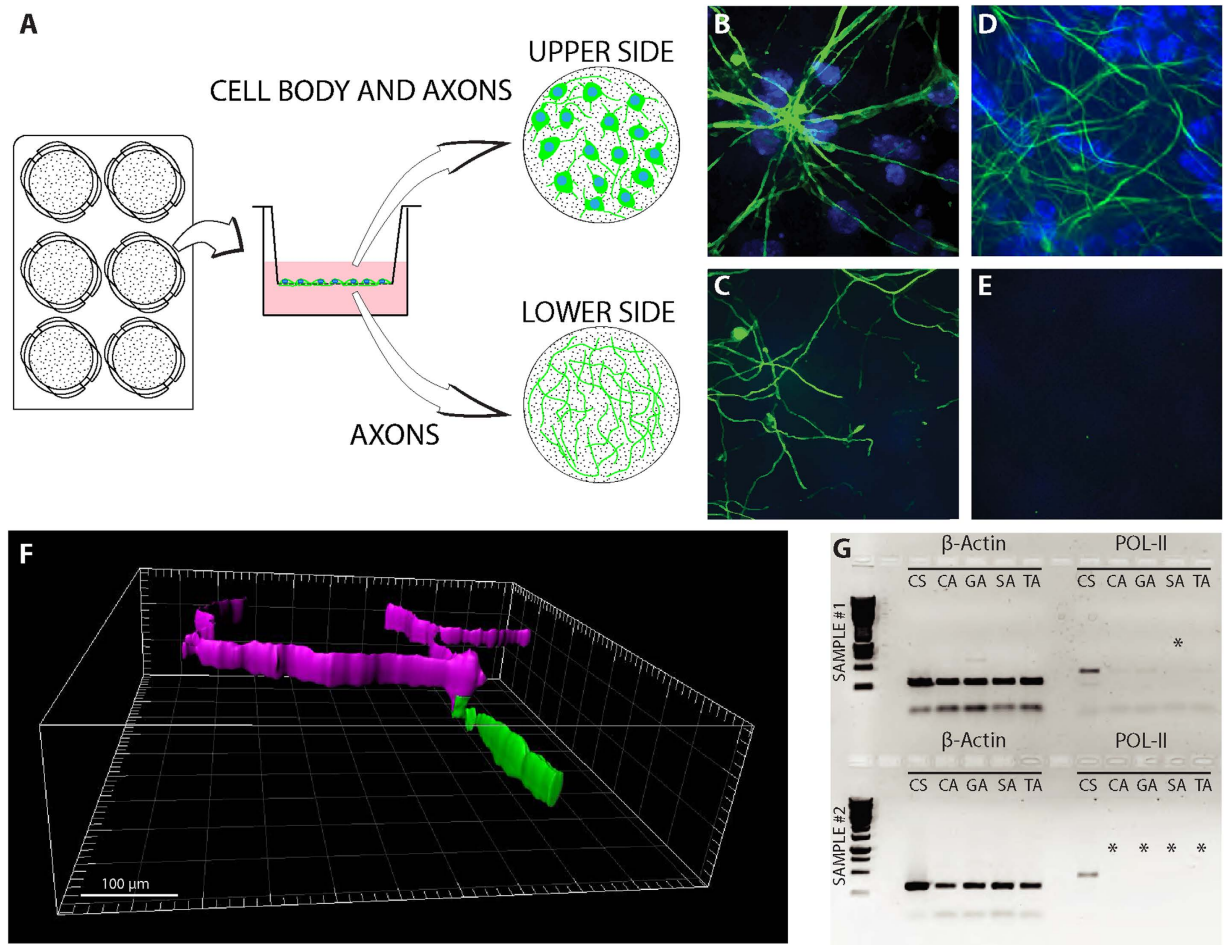 A
UPPER SIDE
CELL BODY AND AXONS
LOWER SIDE
AXONS
B
D
C
E
F
100 µm
G
β-Actin POL-II
CS CA GA SA TA CS CA GA SA TA
SAMPLE #1
*
β-Actin POL-II
CS CA GA SA TA CS CA GA SA TA
SAMPLE #2
* * * *